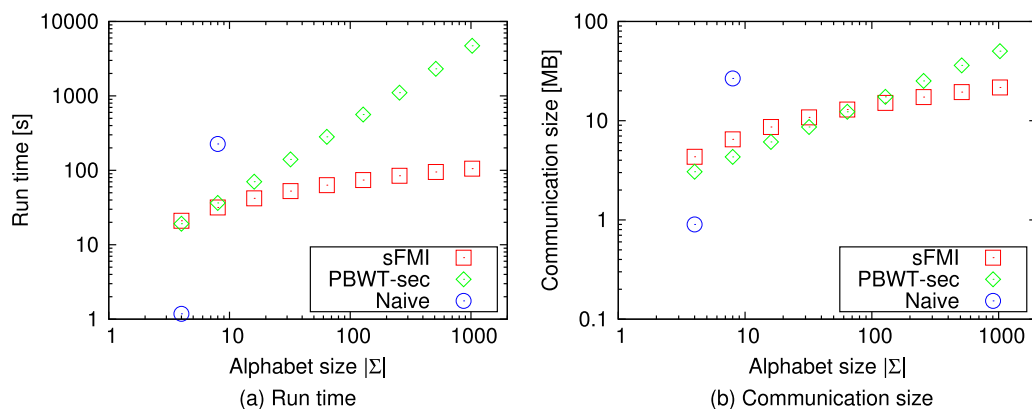 10000
1000
100
10
1
Run time [s]
sFMI
PBWT-sec
Naive
1 10 100 1000
Alphabet size |Σ|
(a) Run time
100
10
1
0.1
Communication size [MB]
sFMI
PBWT-sec
Naive
1 10 100 1000
Alphabet size |Σ|
(b) Communication size